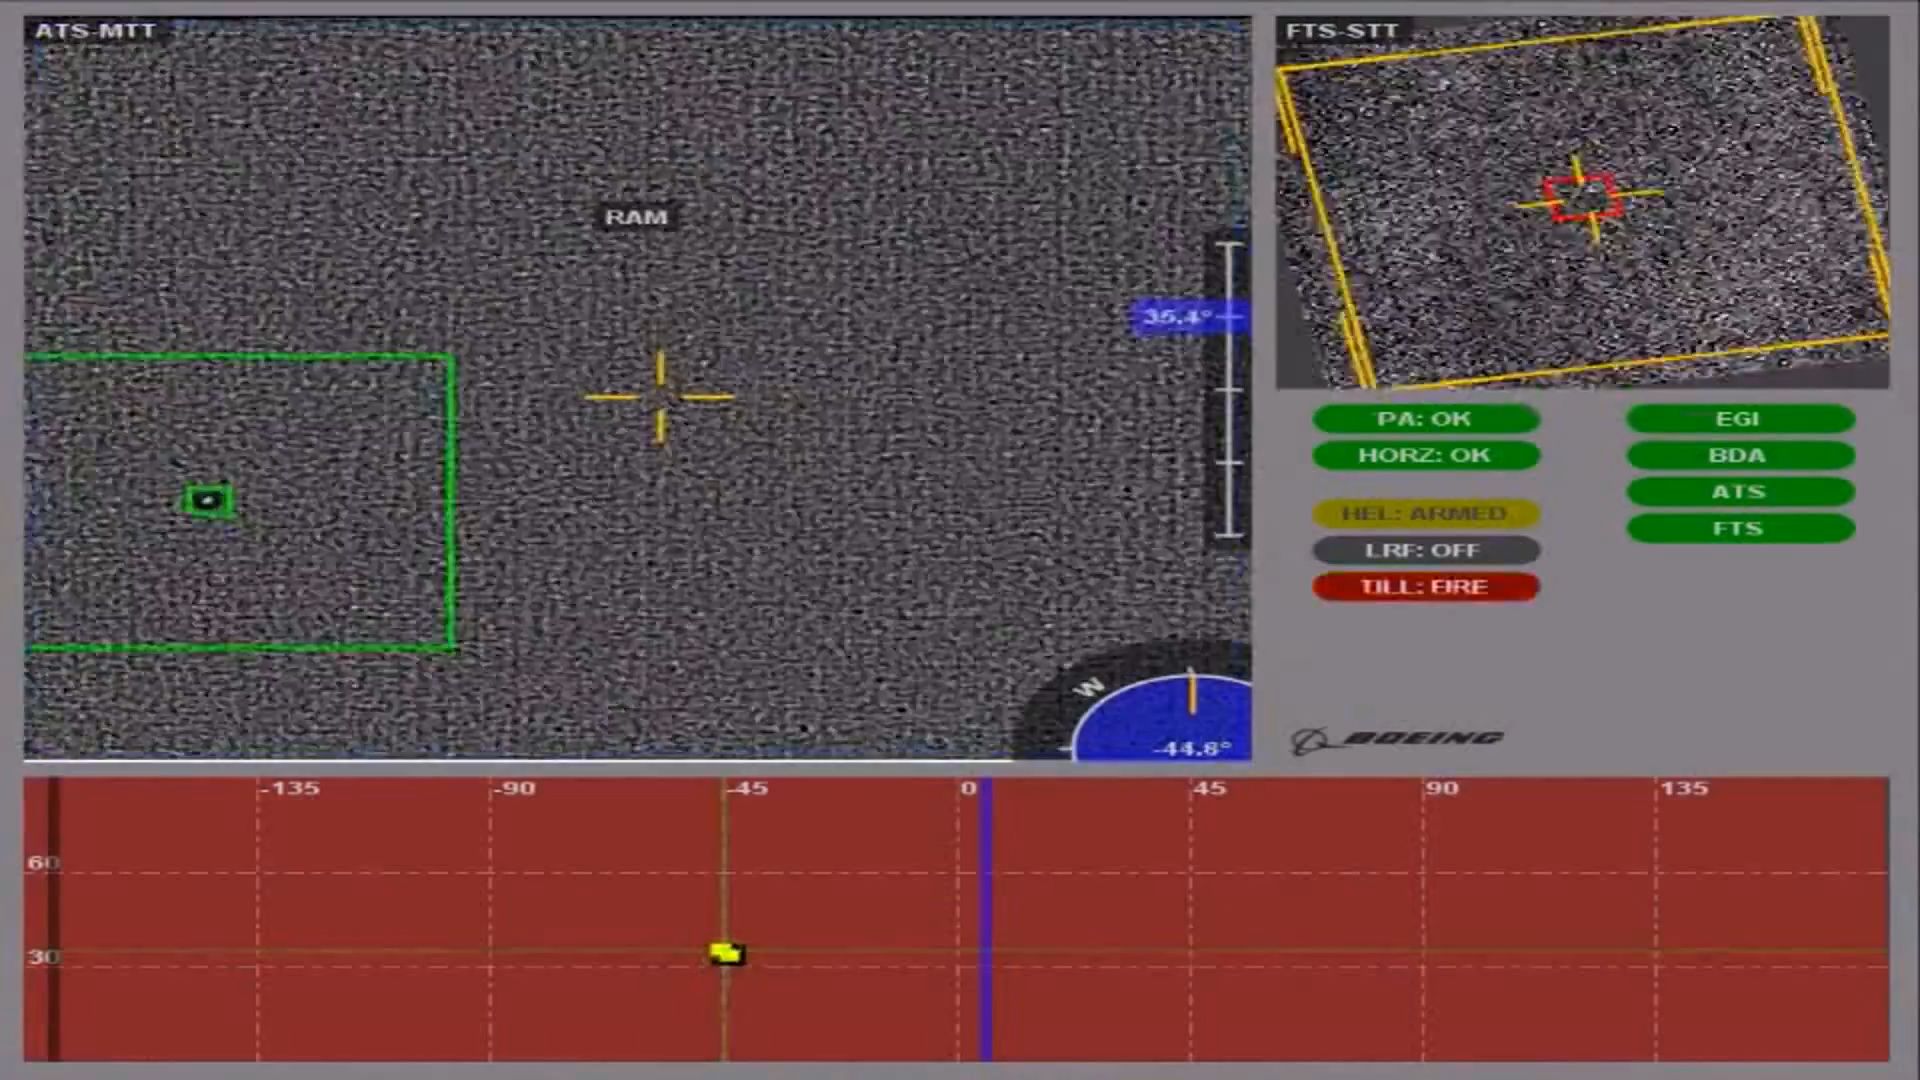 ATS-MTT
FTS-STT
RAM
35.4°
PA: OK
EGI
HORZ: OK
BDA
ATS
HEL: ARMED
FTS
LRF: OFF
TILL: FIRE
W
-44.8°
BOEING
-135 -90 -45 0 45 90 135
60
30